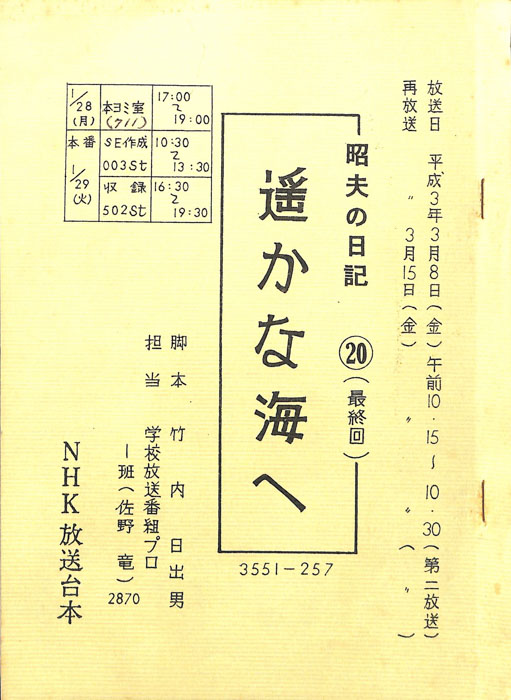 放送日 平成3年3月8日(金)午前10.15〜10.30(第二放送)
再放送 〃 3月15日(金) 〃 〃 ( 〃 )
昭夫の日記 ⑳(最終回)
遥かな海へ
3551-257
1/28(月) 本ヨミ室(711) 17:00〜19:00
本番 1/29(火) SE作成 003St 10:30〜13:30
収録 502St 16:30〜19:30
脚本 竹内日出男
担当 学校放送番組プロ
一班(佐野 竜)2870
NHK放送台本